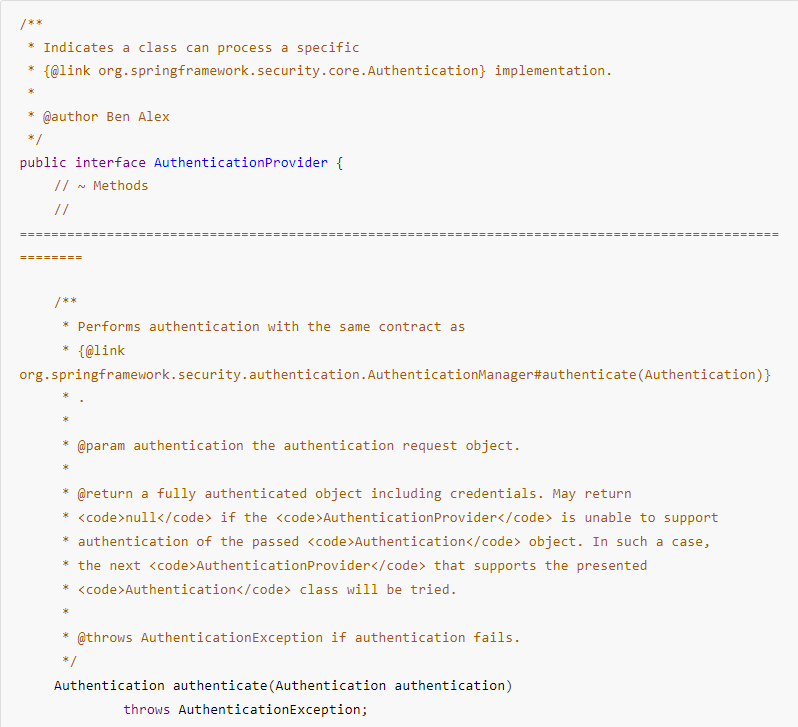 /**
 * Indicates a class can process a specific
 * {@link org.springframework.security.core.Authentication} implementation.
 *
 * @author Ben Alex
 */
public interface AuthenticationProvider {
    // ~ Methods
    //
================================================================================================
========

    /**
     * Performs authentication with the same contract as
     * {@link
org.springframework.security.authentication.AuthenticationManager#authenticate(Authentication)}
     * .
     *
     * @param authentication the authentication request object.
     *
     * @return a fully authenticated object including credentials. May return
     * <code>null</code> if the <code>AuthenticationProvider</code> is unable to support
     * authentication of the passed <code>Authentication</code> object. In such a case,
     * the next <code>AuthenticationProvider</code> that supports the presented
     * <code>Authentication</code> class will be tried.
     *
     * @throws AuthenticationException if authentication fails.
     */
    Authentication authenticate(Authentication authentication)
             throws AuthenticationException;